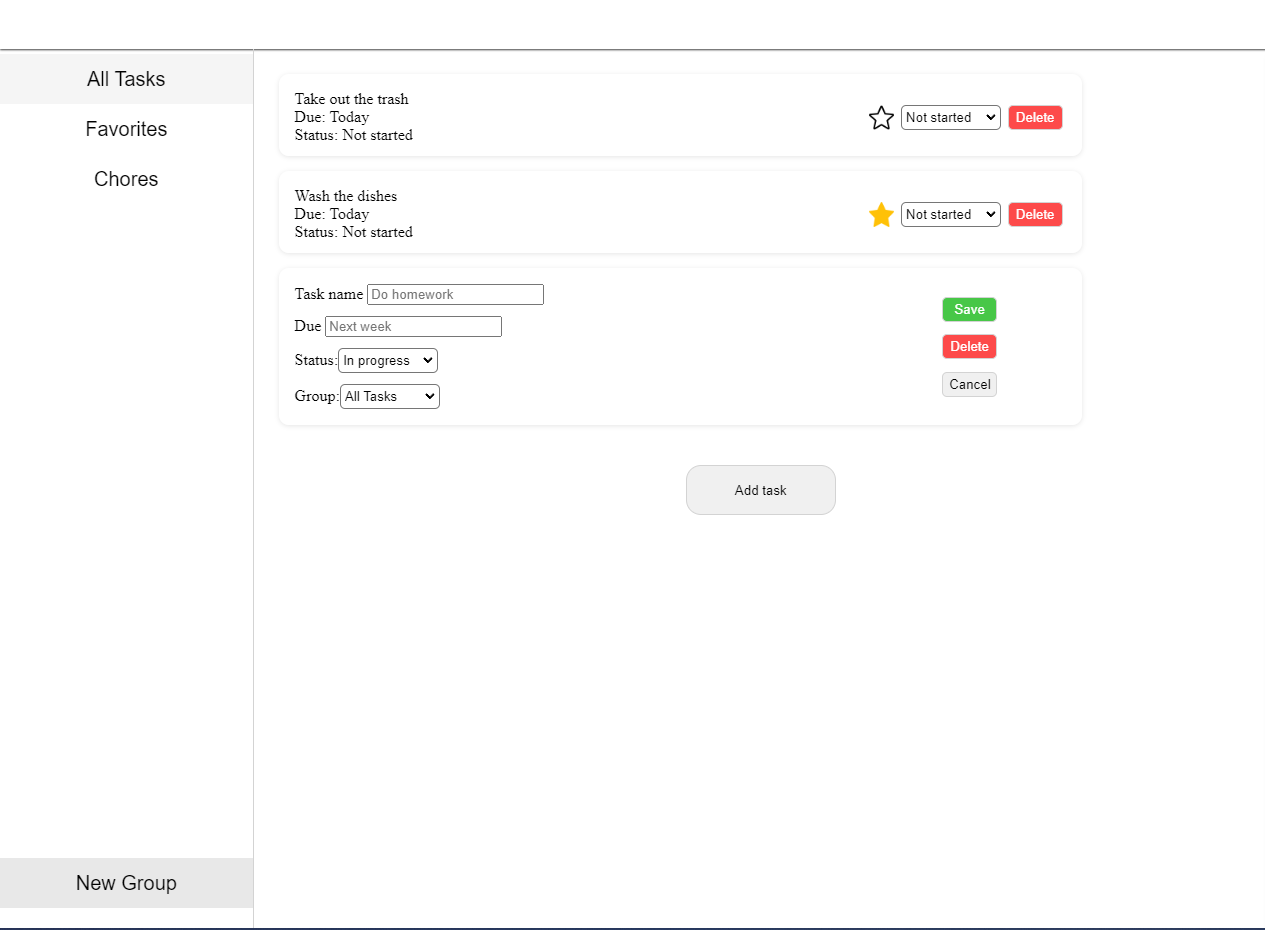 All Tasks
Favorites
Chores
New Group
Take out the trash
Due: Today
Status: Not started
Not started
Delete
Wash the dishes
Due: Today
Status: Not started
Not started
Delete
Task name Do homework
Due Next week
Status: In progress
Group: All Tasks
Save
Delete
Cancel
Add task